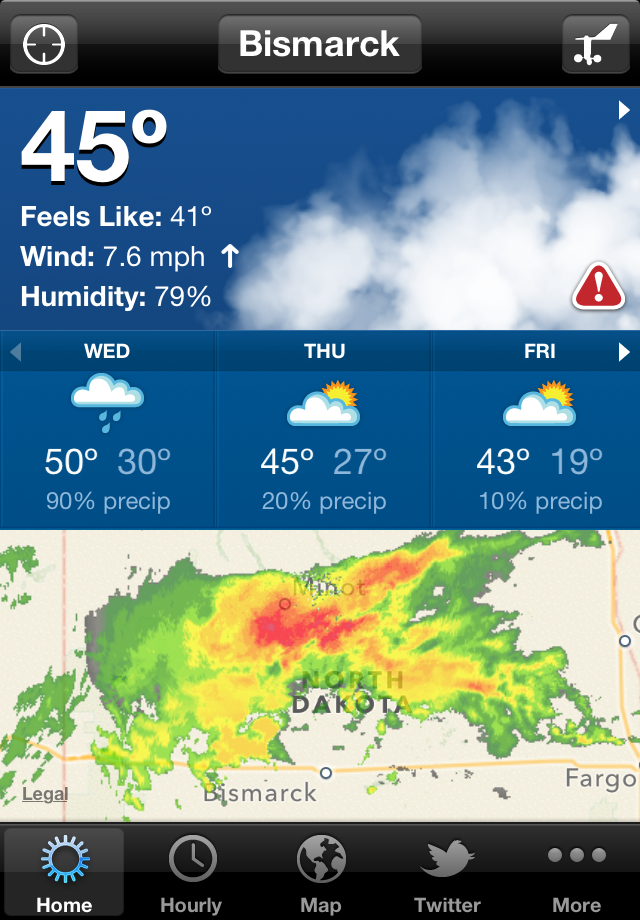 Bismarck
45°
Feels Like: 41º
Wind: 7.6 mph ↑
Humidity: 79%
WED THU FRI
50º 30º 45º 27º 43º 19º
90% precip 20% precip 10% precip
Minot
NORTH
DAKOTA
Fargo
Legal Bismarck
Home Hourly Map Twitter More